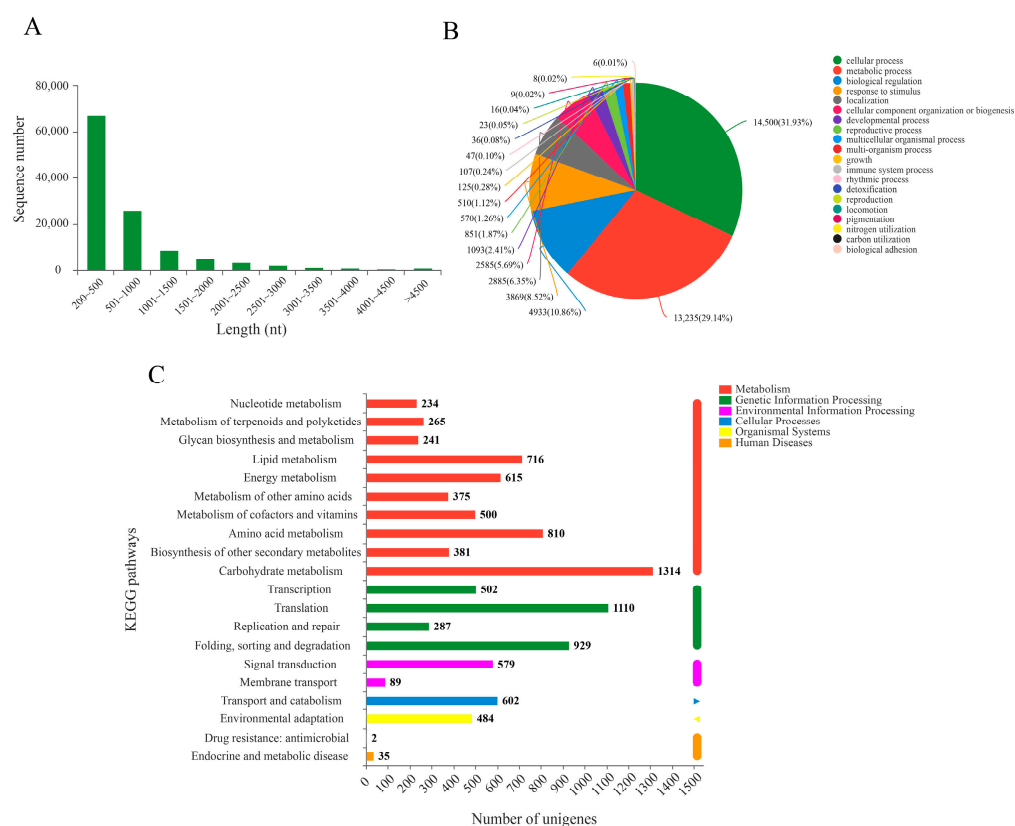 A
Sequence number
80,000
60,000
40,000
20,000
0
200~500
501~1000
1001~1500
1501~2000
2001~2500
2501~3000
3001~3500
3501~4000
4001~4500
>4500
Length (nt)
B
6(0.01%)
8(0.02%)
9(0.02%)
16(0.04%)
23(0.05%)
36(0.08%)
47(0.10%)
107(0.24%)
125(0.28%)
510(1.12%)
570(1.26%)
851(1.87%)
1093(2.41%)
2585(5.69%)
2885(6.35%)
3869(8.52%)
4933(10.86%)
13,235(29.14%)
14,500(31.93%)
cellular process
metabolic process
biological regulation
response to stimulus
localization
cellular component organization or biogenesis
developmental process
reproductive process
multicellular organismal process
multi-organism process
growth
immune system process
rhythmic process
detoxification
reproduction
locomotion
pigmentation
nitrogen utilization
carbon utilization
biological adhesion
C
KEGG pathways
Nucleotide metabolism 234
Metabolism of terpenoids and polyketides 265
Glycan biosynthesis and metabolism 241
Lipid metabolism 716
Energy metabolism 615
Metabolism of other amino acids 375
Metabolism of cofactors and vitamins 500
Amino acid metabolism 810
Biosynthesis of other secondary metabolites 381
Carbohydrate metabolism 1314
Transcription 502
Translation 1110
Replication and repair 287
Folding, sorting and degradation 929
Signal transduction 579
Membrane transport 89
Transport and catabolism 602
Environmental adaptation 484
Drug resistance: antimicrobial 2
Endocrine and metabolic disease 35
0 100 200 300 400 500 600 700 800 900 1000 1100 1200 1300 1400 1500
Number of unigenes
Metabolism
Genetic Information Processing
Environmental Information Processing
Cellular Processes
Organismal Systems
Human Diseases